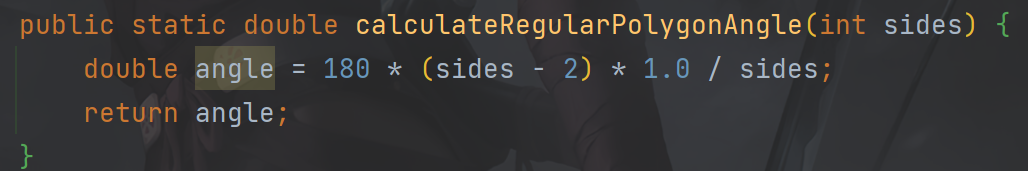 public static double calculateRegularPolygonAngle(int sides) {
    double angle = 180 * (sides - 2) * 1.0 / sides;
    return angle;
}